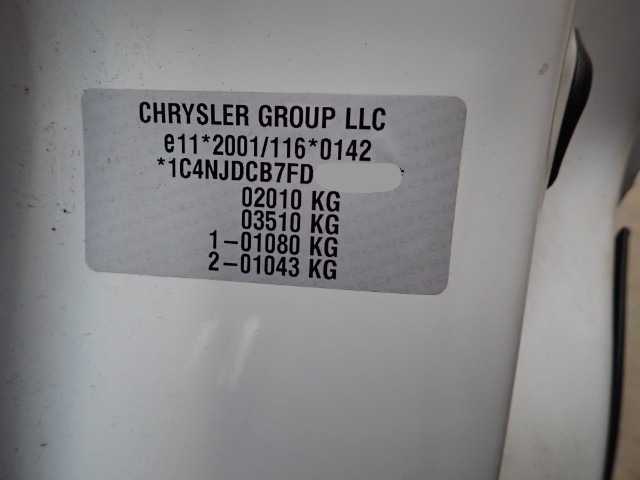 CHRYSLER GROUP LLC
e11*2001/116*0142
*1C4NJDCB7FD
02010 KG
03510 KG
1-01080 KG
2-01043 KG